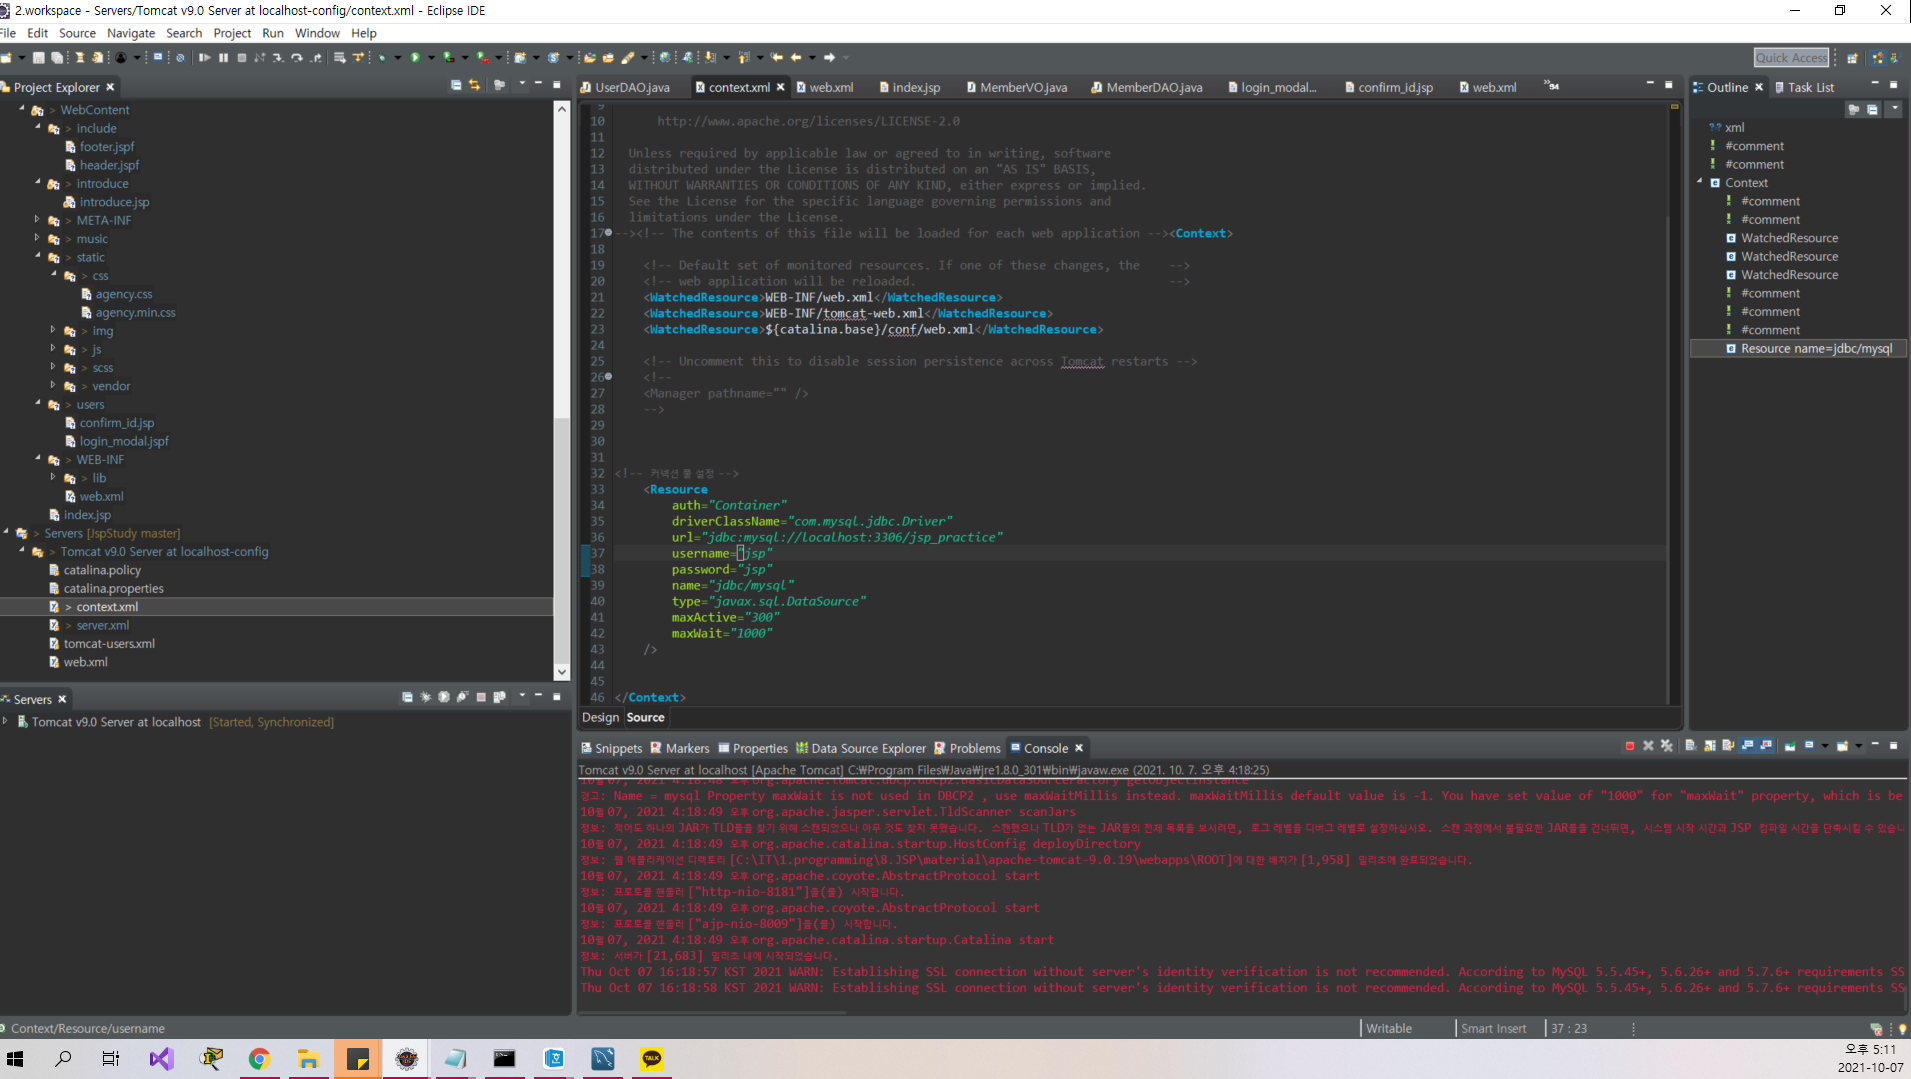 2.workspace - Servers/Tomcat v9.0 Server at localhost-config/context.xml - Eclipse IDE
File Edit Source Navigate Search Project Run Window Help
Quick Access
Project Explorer
> WebContent
> include
footer.jspf
header.jspf
> introduce
introduce.jsp
> META-INF
> music
> static
> css
agency.css
agency.min.css
> img
> js
> scss
> vendor
> users
confirm_id.jsp
login_modal.jspf
> WEB-INF
> lib
web.xml
index.jsp
> Servers [JspStudy master]
> Tomcat v9.0 Server at localhost-config
catalina.policy
catalina.properties
> context.xml
> server.xml
tomcat-users.xml
web.xml
Servers
Tomcat v9.0 Server at localhost [Started, Synchronized]
UserDAO.java context.xml web.xml index.jsp MemberVO.java MemberDAO.java login_modal... confirm_id.jsp web.xml »94
9
10 http://www.apache.org/licenses/LICENSE-2.0
11
12 Unless required by applicable law or agreed to in writing, software
13 distributed under the License is distributed on an "AS IS" BASIS,
14 WITHOUT WARRANTIES OR CONDITIONS OF ANY KIND, either express or implied.
15 See the License for the specific language governing permissions and
16 limitations under the License.
17 --><!-- The contents of this file will be loaded for each web application --><Context>
18
19 <!-- Default set of monitored resources. If one of these changes, the -->
20 <!-- web application will be reloaded. -->
21 <WatchedResource>WEB-INF/web.xml</WatchedResource>
22 <WatchedResource>WEB-INF/tomcat-web.xml</WatchedResource>
23 <WatchedResource>${catalina.base}/conf/web.xml</WatchedResource>
24
25 <!-- Uncomment this to disable session persistence across Tomcat restarts -->
26 <!--
27 <Manager pathname="" />
28 -->
29
30
31
32 <!-- 커넥션 풀 설정 -->
33 <Resource
34 auth="Container"
35 driverClassName="com.mysql.jdbc.Driver"
36 url="jdbc:mysql://localhost:3306/jsp_practice"
37 username="jsp"
38 password="jsp"
39 name="jdbc/mysql"
40 type="javax.sql.DataSource"
41 maxActive="300"
42 maxWait="1000"
43 />
44
45
46 </Context>
Design Source
Outline Task List
xml
#comment
#comment
Context
#comment
#comment
WatchedResource
WatchedResource
WatchedResource
#comment
#comment
#comment
Resource name=jdbc/mysql
Snippets Markers Properties Data Source Explorer Problems Console
Tomcat v9.0 Server at localhost [Apache Tomcat] C:₩Program Files₩Java₩jre1.8.0_301₩bin₩javaw.exe (2021. 10. 7. 오후 4:18:25)
10월 07, 2021 4:18:48 오후 org.apache.tomcat.dbcp.dbcp2.BasicDataSourceFactory getObjectInstance
경고: Name = mysql Property maxWait is not used in DBCP2 , use maxWaitMillis instead. maxWaitMillis default value is -1. You have set value of "1000" for "maxWait" property, which is be
10월 07, 2021 4:18:49 오후 org.apache.jasper.servlet.TldScanner scanJars
정보: 적어도 하나의 JAR가 TLD들을 찾기 위해 스캔되었으나 아무 것도 찾지 못했습니다. 스캔했으나 TLD가 없는 JAR들의 전체 목록을 보시려면, 로그 레벨을 디버그 레벨로 설정하십시오. 스캔 과정에서 불필요한 JAR들을 건너뛰면, 시스템 시작 시간과 JSP 컴파일 시간을 단축시킬 수 있습니
10월 07, 2021 4:18:49 오후 org.apache.catalina.startup.HostConfig deployDirectory
정보: 웹 애플리케이션 디렉토리 [C:\IT\1.programming\8.JSP\material\apache-tomcat-9.0.19\webapps\ROOT]에 대한 배치가 [1,958] 밀리초에 완료되었습니다.
10월 07, 2021 4:18:49 오후 org.apache.coyote.AbstractProtocol start
정보: 프로토콜 핸들러 ["http-nio-8181"]을(를) 시작합니다.
10월 07, 2021 4:18:49 오후 org.apache.coyote.AbstractProtocol start
정보: 프로토콜 핸들러 ["ajp-nio-8009"]을(를) 시작합니다.
10월 07, 2021 4:18:49 오후 org.apache.catalina.startup.Catalina start
정보: 서버가 [21,683] 밀리초 내에 시작되었습니다.
Thu Oct 07 16:18:57 KST 2021 WARN: Establishing SSL connection without server's identity verification is not recommended. According to MySQL 5.5.45+, 5.6.26+ and 5.7.6+ requirements SS
Thu Oct 07 16:18:58 KST 2021 WARN: Establishing SSL connection without server's identity verification is not recommended. According to MySQL 5.5.45+, 5.6.26+ and 5.7.6+ requirements SS
Context/Resource/username Writable Smart Insert 37 : 23
TALK
오후 5:11
2021-10-07